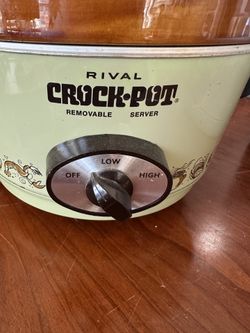 RIVAL
CROCK-POT®
REMOVABLE SERVER
LOW
OFF HIGH